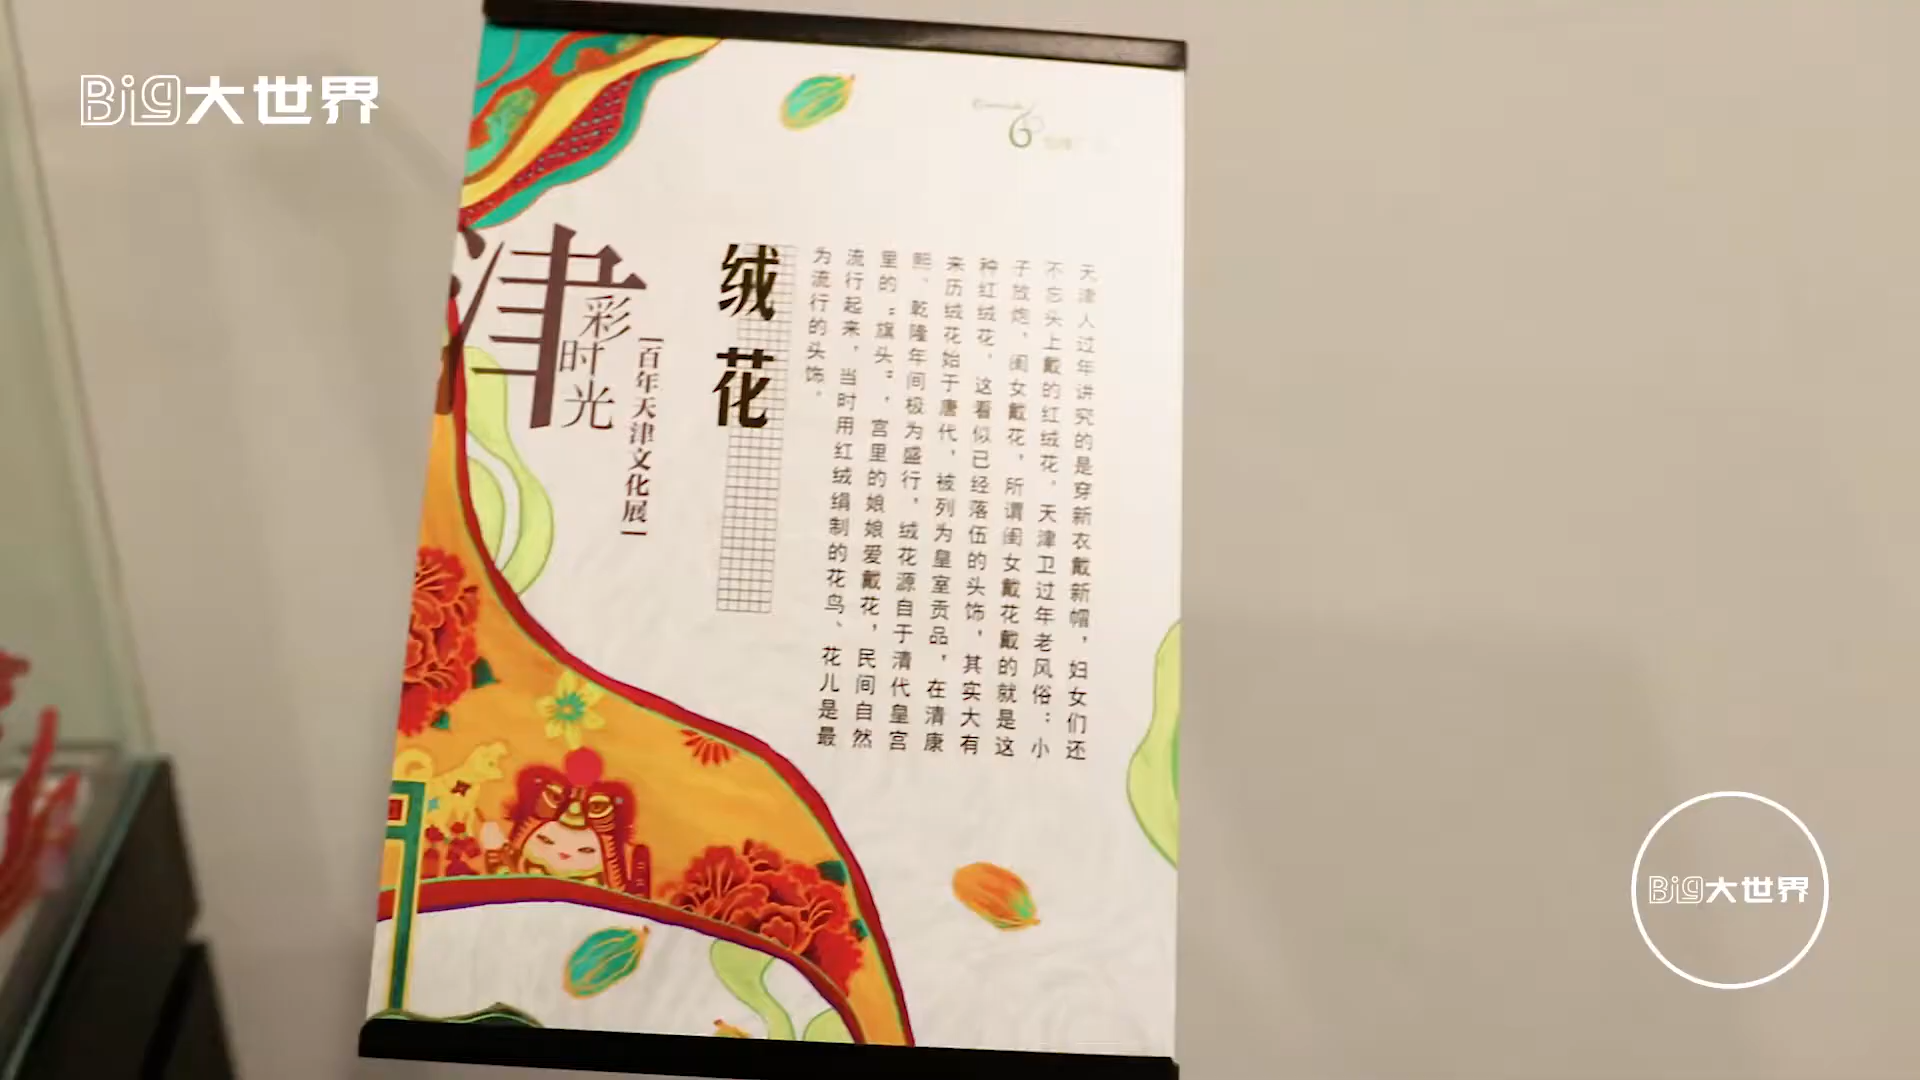 Big大世界
6
津
彩
时
光
百年天津文化展
绒花
天津人过年讲究的是穿新衣戴新帽，妇女们还
不忘头上戴的红绒花。天津卫过年老风俗：小
子放炮，闺女戴花，所谓闺女戴花戴的就是这
种红绒花，这看似已经落伍的头饰，其实大有
来历绒花始于唐代，被列为皇室贡品，在清康
熙、乾隆年间极为盛行，绒花源自于清代皇宫
里的“旗头”，宫里的娘娘爱戴花，民间自然
流行起来，当时用红绒绢制的花鸟、花儿是最
为流行的头饰。
Big大世界